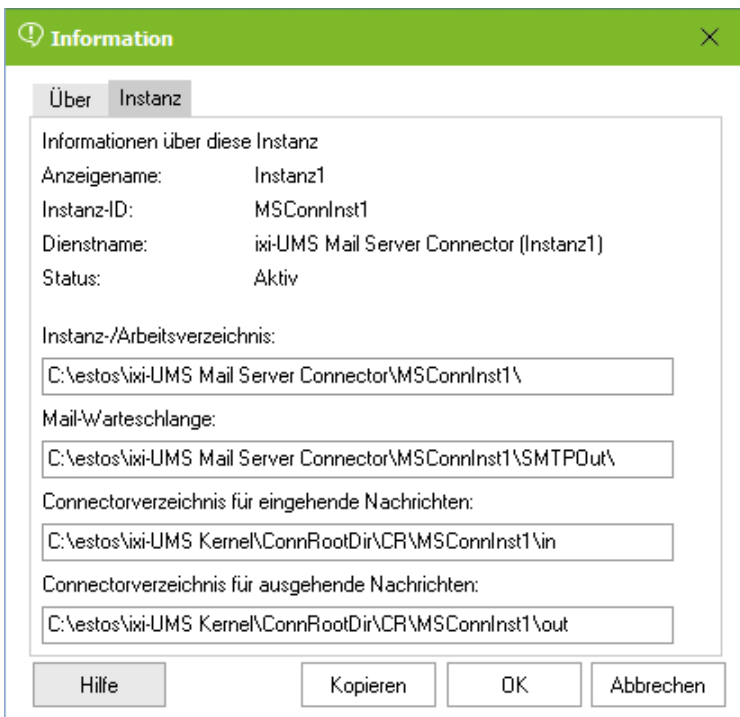 Information
Über Instanz
Informationen über diese Instanz
Anzeigename: Instanz1
Instanz-ID: MSConnInst1
Dienstname: ixi-UMS Mail Server Connector (Instanz1)
Status: Aktiv
Instanz-/Arbeitsverzeichnis:
C:\estos\ixi-UMS Mail Server Connector\MSConnInst1\
Mail-Warteschlange:
C:\estos\ixi-UMS Mail Server Connector\MSConnInst1\SMTPOut\
Connectorverzeichnis für eingehende Nachrichten:
C:\estos\ixi-UMS Kernel\ConnRootDir\CR\MSConnInst1\in
Connectorverzeichnis für ausgehende Nachrichten:
C:\estos\ixi-UMS Kernel\ConnRootDir\CR\MSConnInst1\out
Hilfe Kopieren OK Abbrechen